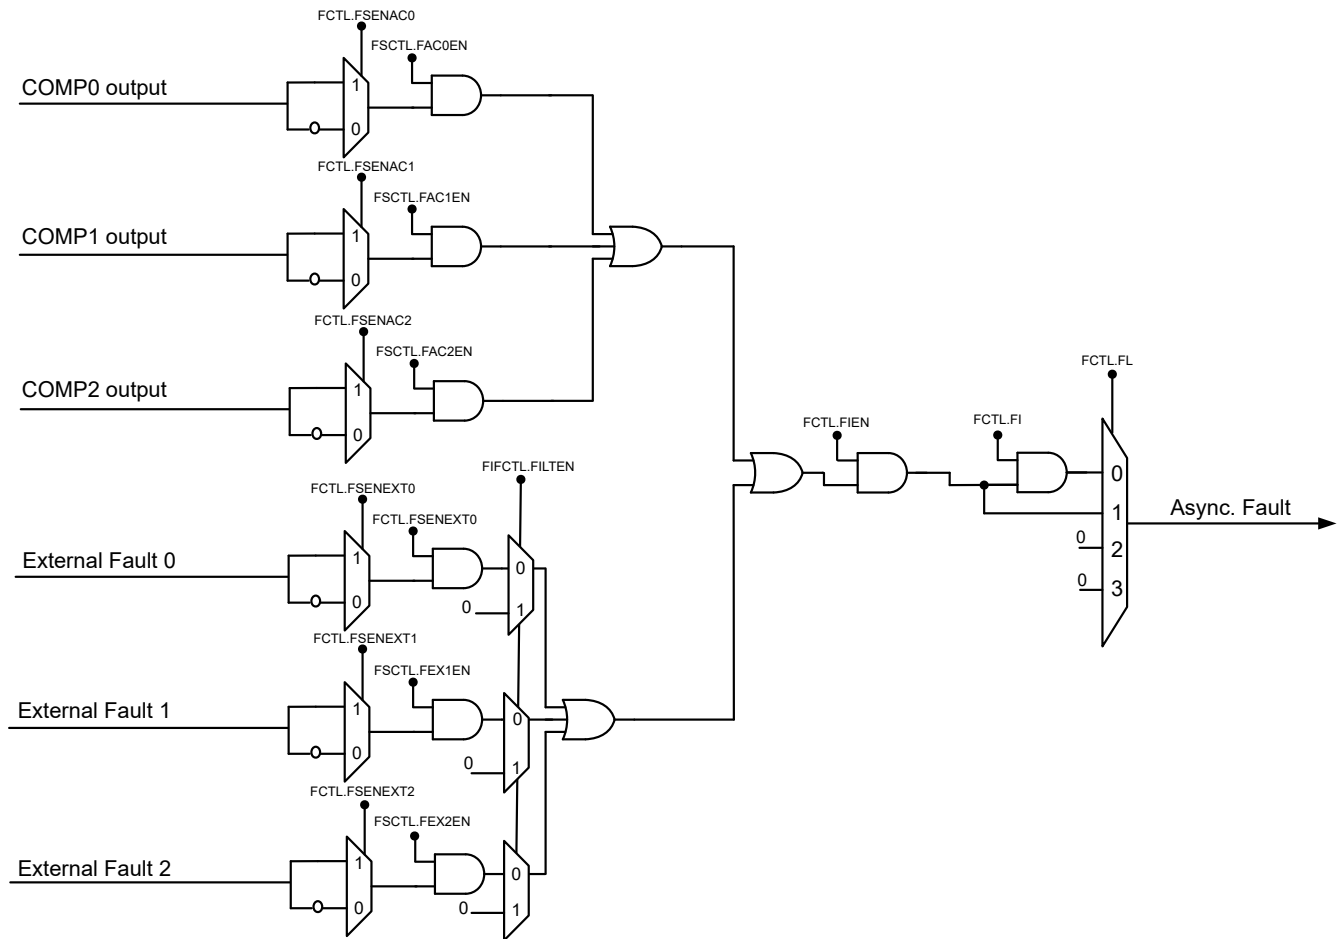 FCTL.FSENAC0
FSCTL.FAC0EN
COMP0 output
1
0
FCTL.FSENAC1
FSCTL.FAC1EN
COMP1 output
1
0
FCTL.FSENAC2
FSCTL.FAC2EN
COMP2 output
1
0
FCTL.FL
FCTL.FIEN
FCTL.FI
0
1
0
2
0
3
Async. Fault
FIFCTL.FILTEN
FCTL.FSENEXT0
FCTL.FSENEXT0
External Fault 0
1
0
0
0
1
FCTL.FSENEXT1
FSCTL.FEX1EN
External Fault 1
1
0
0
0
1
FCTL.FSENEXT2
FSCTL.FEX2EN
External Fault 2
1
0
0
0
1